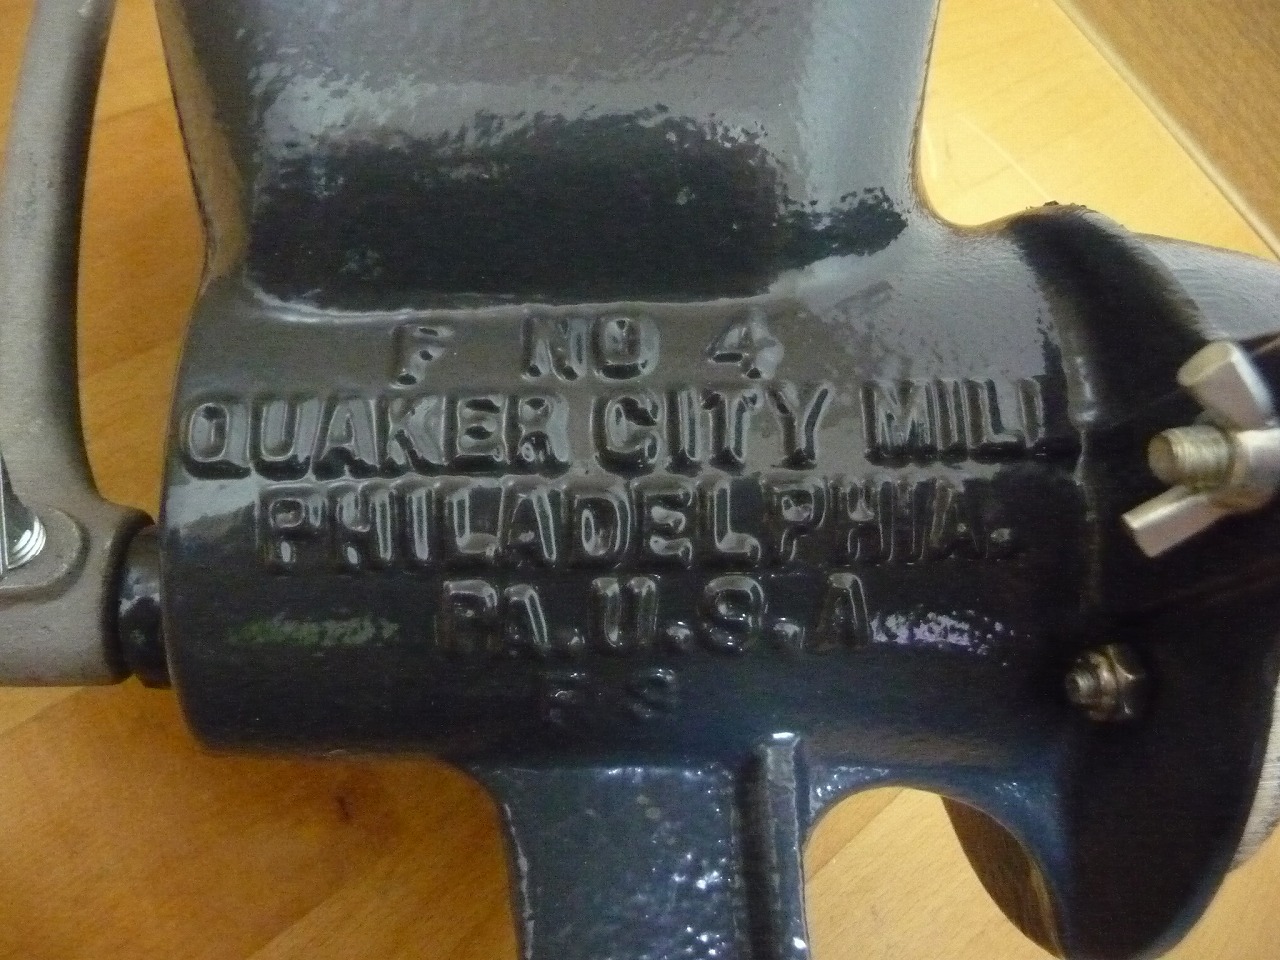 F NO 4
QUAKER CITY MILL
PHILADELPHIA.
PA.U.S.A